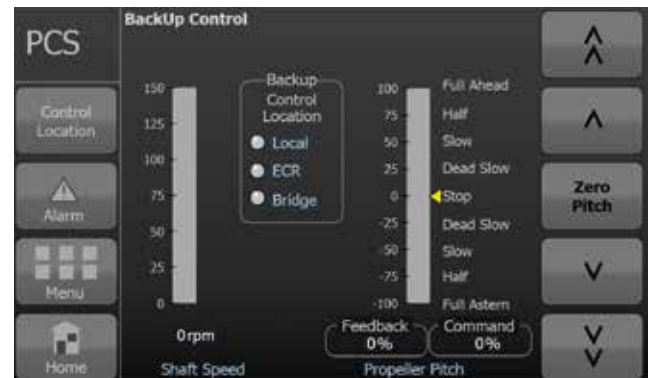 PCS
BackUp Control
Control
Location
Alarm
Menu
Home
150
125
100
75
50
25
0
0 rpm
Shaft Speed
Backup
Control
Location
Local
ECR
Bridge
100
75
50
25
0
-25
-50
-75
-100
Full Ahead
Half
Slow
Dead Slow
Stop
Dead Slow
Slow
Half
Full Astern
Feedback
0%
Command
0%
Propeller Pitch
Zero
Pitch